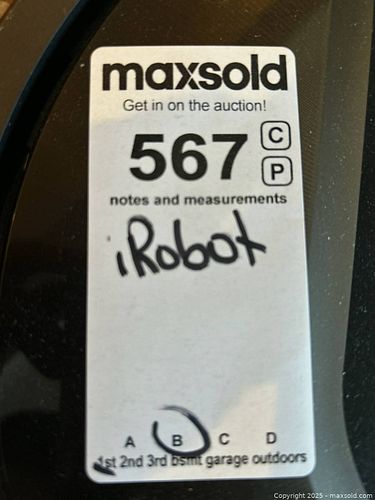 maxsold
Get in on the auction!
567 C
P
notes and measurements
iRobot
A B C D
1st 2nd 3rd bsmt garage outdoors
Copyright 2025 - maxsold.com